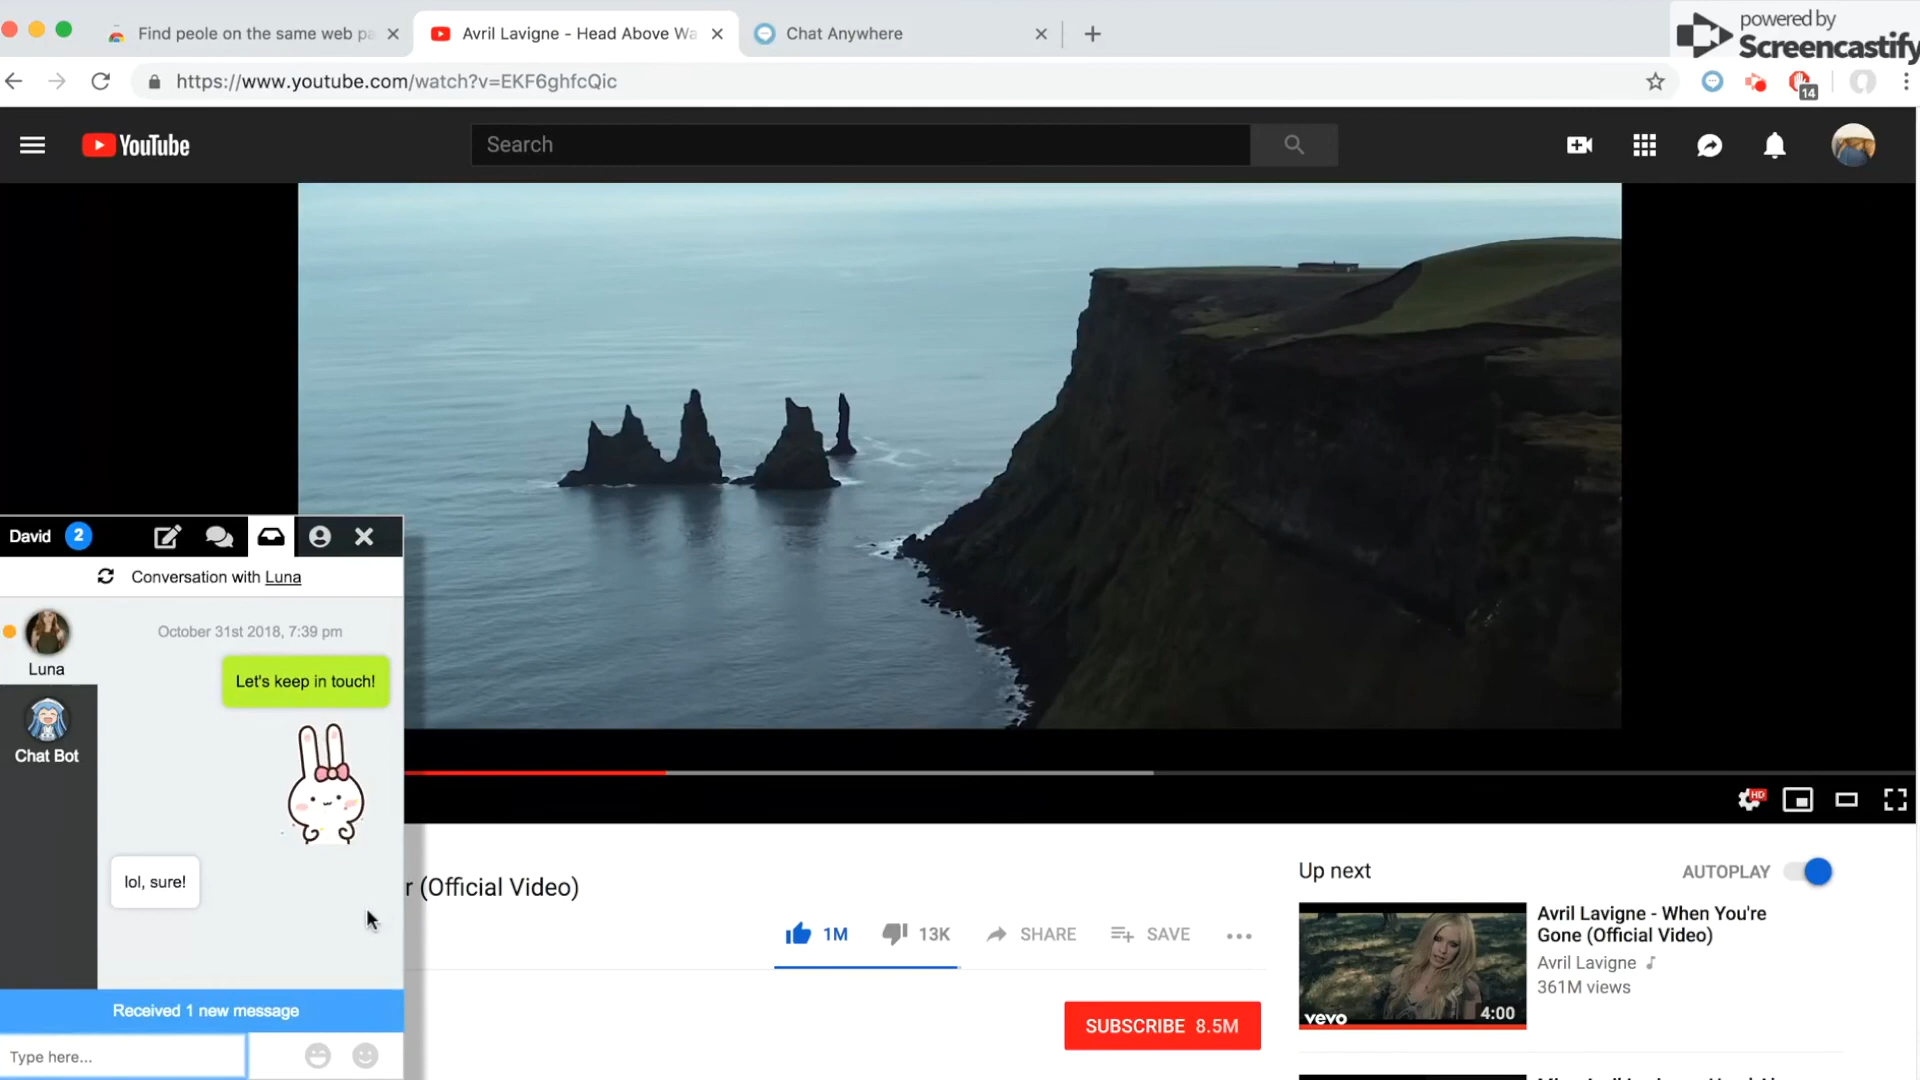 Find peole on the same web pa
Avril Lavigne - Head Above Wa
Chat Anywhere
powered by
Screencastify
https://www.youtube.com/watch?v=EKF6ghfcQic
14
YouTube
Search
David 2
Conversation with Luna
October 31st 2018, 7:39 pm
Luna
Let's keep in touch!
Chat Bot
lol, sure!
Received 1 new message
Type here...
HD
r (Official Video)
1M
13K
SHARE
SAVE
SUBSCRIBE 8.5M
Up next
AUTOPLAY
Avril Lavigne - When You're
Gone (Official Video)
Avril Lavigne
361M views
vevo
4:00